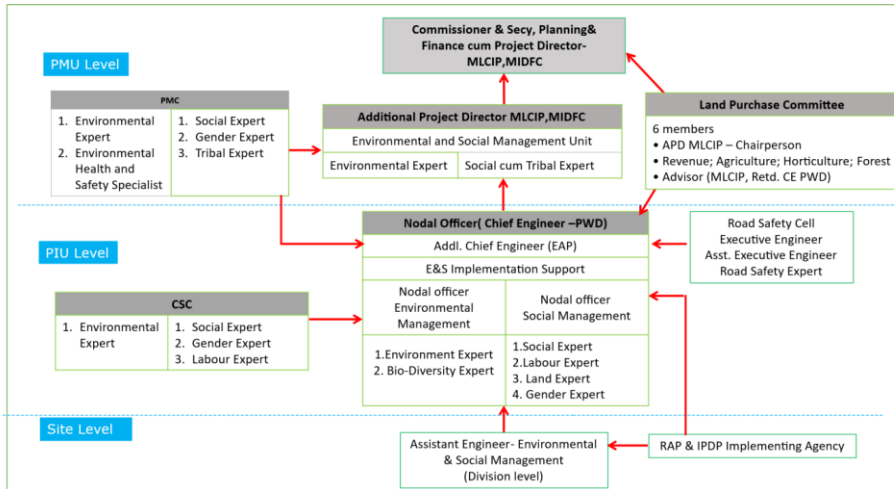 Commissioner & Secy, Planning&
Finance cum Project Director-
MLCIP,MIDFC
PMU Level
PMC
1. Environmental
Expert
2. Environmental
Health and
Safety Specialist
1. Social Expert
2. Gender Expert
3. Tribal Expert
Additional Project Director MLCIP,MIDFC
Environmental and Social Management Unit
Environmental Expert
Social cum Tribal Expert
Land Purchase Committee
6 members
• APD MLCIP – Chairperson
• Revenue; Agriculture; Horticulture; Forest
• Advisor (MLCIP, Retd. CE PWD)
PIU Level
Nodal Officer( Chief Engineer –PWD)
Addl. Chief Engineer (EAP)
E&S Implementation Support
Nodal officer
Environmental
Management
Nodal officer
Social Management
1.Environment Expert
2. Bio-Diversity Expert
1.Social Expert
2.Labour Expert
3. Land Expert
4. Gender Expert
Road Safety Cell
Executive Engineer
Asst. Executive Engineer
Road Safety Expert
CSC
1. Environmental
Expert
1. Social Expert
2. Gender Expert
3. Labour Expert
Site Level
Assistant Engineer- Environmental
& Social Management
(Division level)
RAP & IPDP Implementing Agency